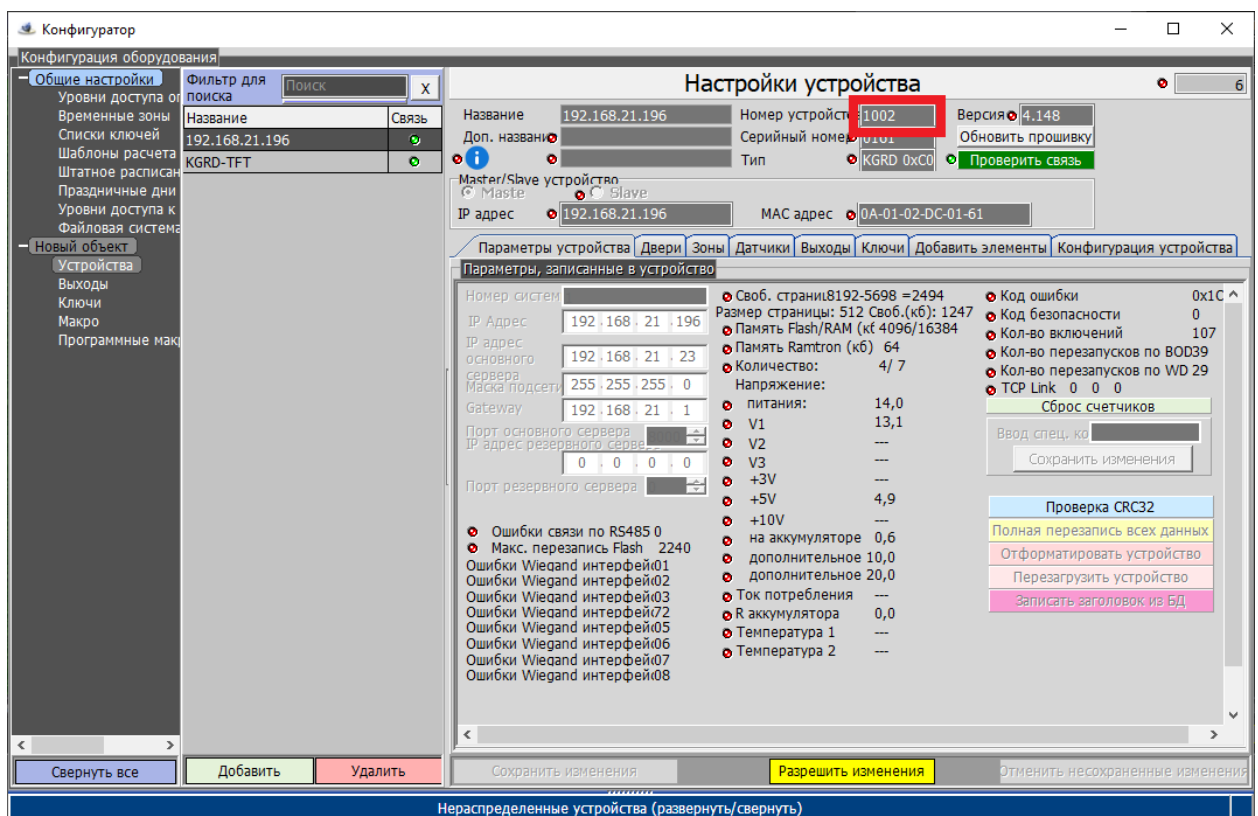 Конфигуратор
Конфигурация оборудования
Общие настройки
Уровни доступа ог
Временные зоны
Списки ключей
Шаблоны расчета
Штатное расписан
Праздничные дни
Уровни доступа к
Файловая система
Новый объект
Устройства
Выходы
Ключи
Макро
Программные мак
Свернуть все
Фильтр для поиска Поиск X
Название Связь
192.168.21.196
KGRD-TFT
Добавить Удалить
Настройки устройства 6
Название 192.168.21.196 Номер устройств 1002 Версия 4.148
Доп. названи Серийный номер 0161 Обновить прошивку
Тип KGRD 0xC0 Проверить связь
Master/Slave устройство
Maste Slave
IP адрес 192.168.21.196 MAC адрес 0A-01-02-DC-01-61
Параметры устройства Двери Зоны Датчики Выходы Ключи Добавить элементы Конфигурация устройства
Параметры, записанные в устройство
Номер систем
IP Адрес 192.168.21.196
IP адрес основного сервера 192.168.21.23
Маска подсети 255.255.255.0
Gateway 192.168.21.1
Порт основного сервера
IP адрес резервного сервера
0.0.0.0
Порт резервного сервера
Ошибки связи по RS485 0
Макс. перезапись Flash 2240
Ошибки Wiegand интерфей01
Ошибки Wiegand интерфей02
Ошибки Wiegand интерфей03
Ошибки Wiegand интерфей72
Ошибки Wiegand интерфей05
Ошибки Wiegand интерфей06
Ошибки Wiegand интерфей07
Ошибки Wiegand интерфей08
Своб. страниц8192-5698 =2494
Размер страницы: 512 Своб.(кб): 1247
Память Flash/RAM (кб 4096/16384
Память Ramtron (кб) 64
Количество: 4/ 7
Напряжение:
питания: 14,0
V1 13,1
V2 ---
V3 ---
+3V ---
+5V 4,9
+10V ---
на аккумуляторе 0,6
дополнительное 10,0
дополнительное 20,0
Ток потребления ---
R аккумулятора 0,0
Температура 1 ---
Температура 2 ---
Код ошибки 0x1C
Код безопасности 0
Кол-во включений 107
Кол-во перезапусков по BOD39
Кол-во перезапусков по WD 29
TCP Link 0 0 0
Сброс счетчиков
Ввод спец. ко
Сохранить изменения
Проверка CRC32
Полная перезапись всех данных
Отформатировать устройство
Перезагрузить устройство
Записать заголовок из БД
Сохранить изменения Разрешить изменения Отменить несохраненные изменения
Нераспределенные устройства (развернуть/свернуть)